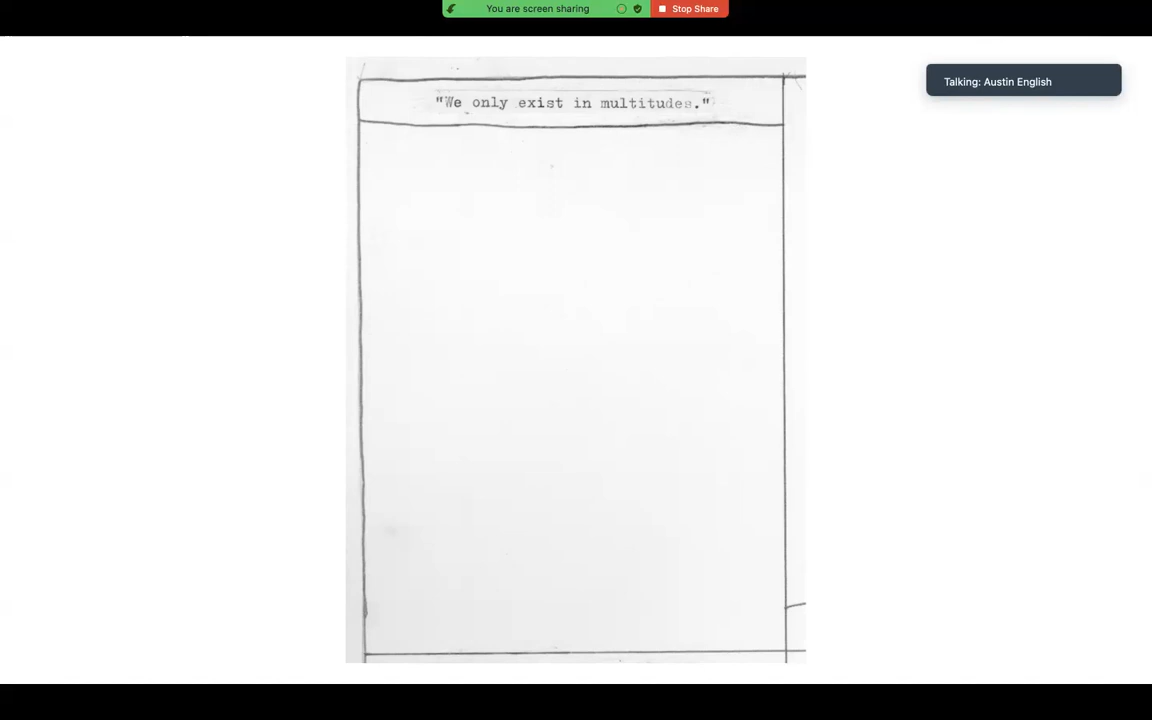 You are screen sharing
Stop Share
Talking: Austin English
"We only exist in multitudes."